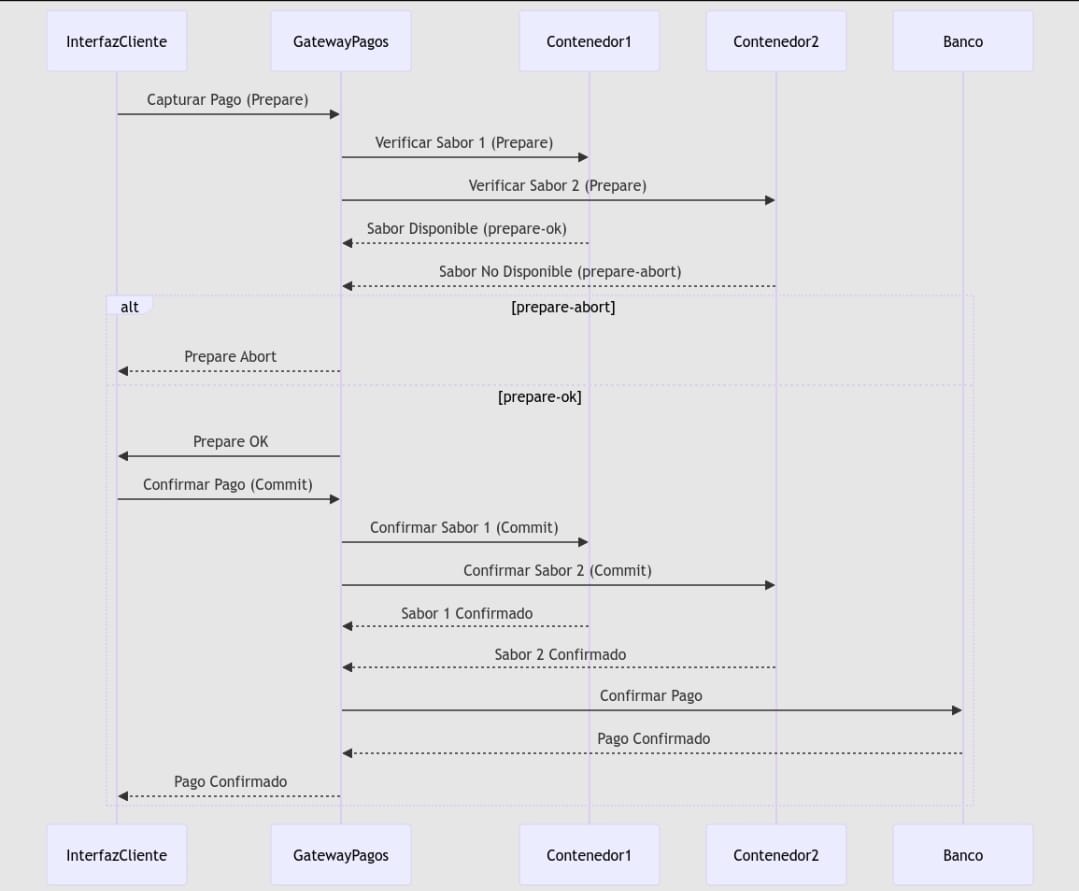 InterfazCliente
GatewayPagos
Contenedor1
Contenedor2
Banco
Capturar Pago (Prepare)
Verificar Sabor 1 (Prepare)
Verificar Sabor 2 (Prepare)
Sabor Disponible (prepare-ok)
Sabor No Disponible (prepare-abort)
alt
[prepare-abort]
Prepare Abort
[prepare-ok]
Prepare OK
Confirmar Pago (Commit)
Confirmar Sabor 1 (Commit)
Confirmar Sabor 2 (Commit)
Sabor 1 Confirmado
Sabor 2 Confirmado
Confirmar Pago
Pago Confirmado
Pago Confirmado
InterfazCliente
GatewayPagos
Contenedor1
Contenedor2
Banco